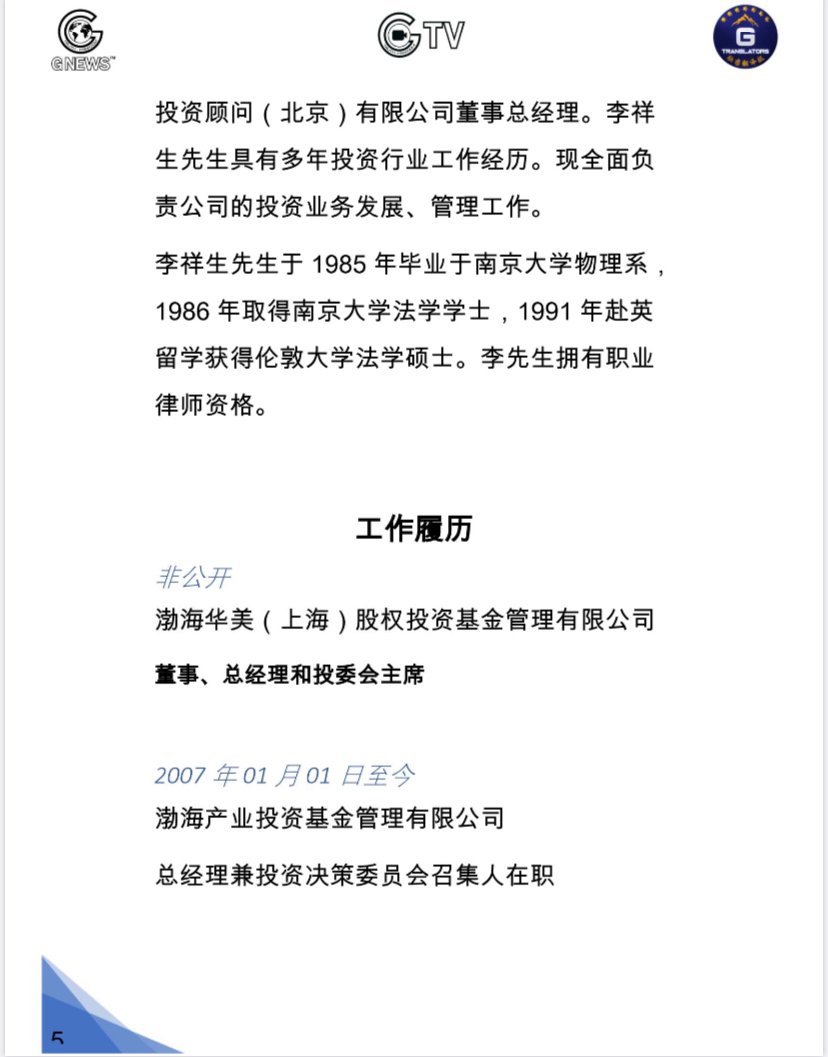 G NEWS™
G TV
G
TRANSLATORS
投资顾问（北京）有限公司董事总经理。李祥
生先生具有多年投资行业工作经历。现全面负
责公司的投资业务发展、管理工作。
李祥生先生于 1985 年毕业于南京大学物理系，
1986 年取得南京大学法学学士，1991 年赴英
留学获得伦敦大学法学硕士。李先生拥有职业
律师资格。
工作履历
非公开
渤海华美（上海）股权投资基金管理有限公司
董事、总经理和投委会主席
2007 年 01 月 01 日至今
渤海产业投资基金管理有限公司
总经理兼投资决策委员会召集人在职
5